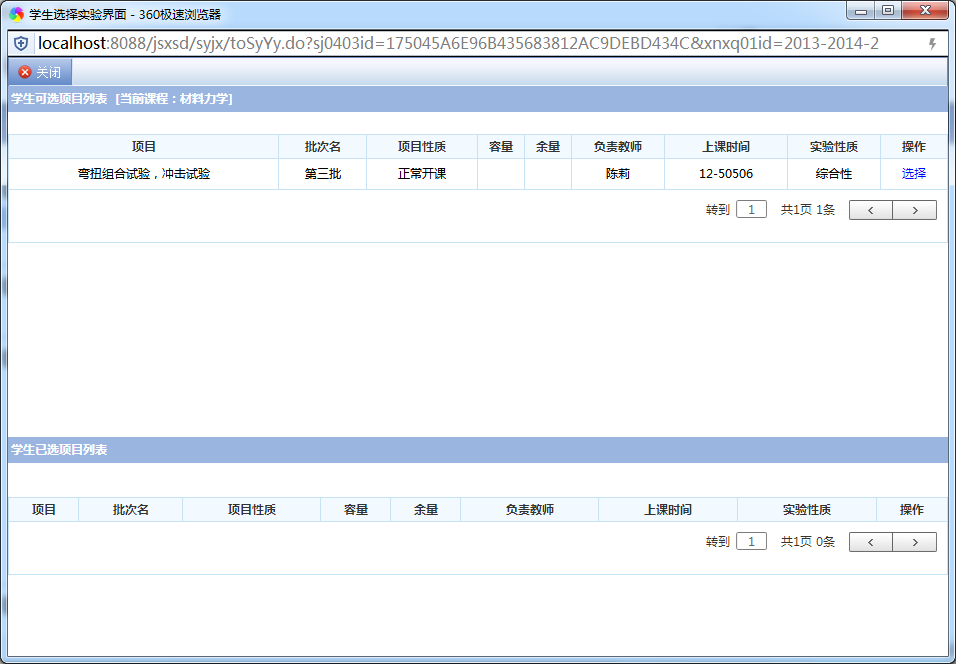 学生选择实验界面 - 360极速浏览器
localhost:8088/jsxsd/syjx/toSyYy.do?sj0403id=175045A6E96B435683812AC9DEBD434C&xnxq01id=2013-2014-2
关闭
学生可选项目列表 [当前课程：材料力学]
项目 批次名 项目性质 容量 余量 负责教师 上课时间 实验性质 操作
弯扭组合试验，冲击试验 第三批 正常开课 陈莉 12-50506 综合性 选择
转到 1 共1页 1条 < >
学生已选项目列表
项目 批次名 项目性质 容量 余量 负责教师 上课时间 实验性质 操作
转到 1 共1页 0条 < >